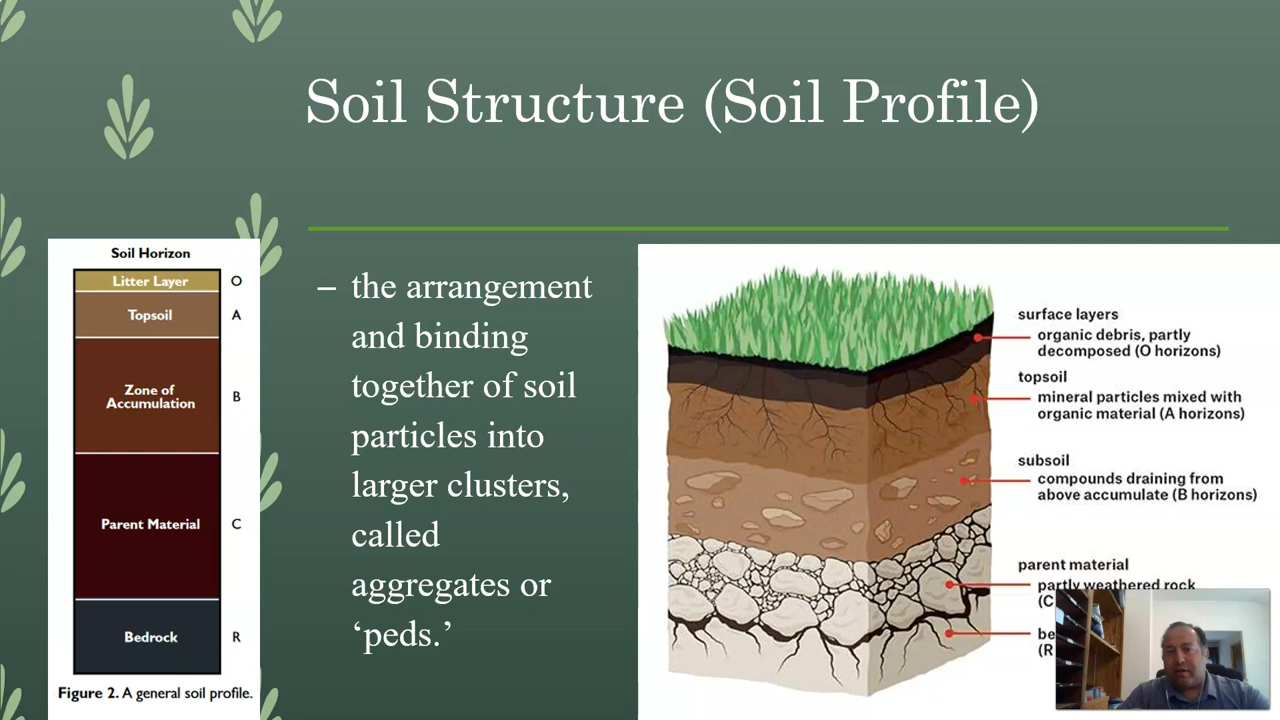 Soil Structure (Soil Profile)
Soil Horizon
Litter Layer O
Topsoil A
Zone of
Accumulation B
Parent Material C
Bedrock R
Figure 2. A general soil profile.
– the arrangement
and binding
together of soil
particles into
larger clusters,
called
aggregates or
‘peds.’
surface layers
organic debris, partly
decomposed (O horizons)
topsoil
mineral particles mixed with
organic material (A horizons)
subsoil
compounds draining from
above accumulate (B horizons)
parent material
partly weathered rock
(C
(R